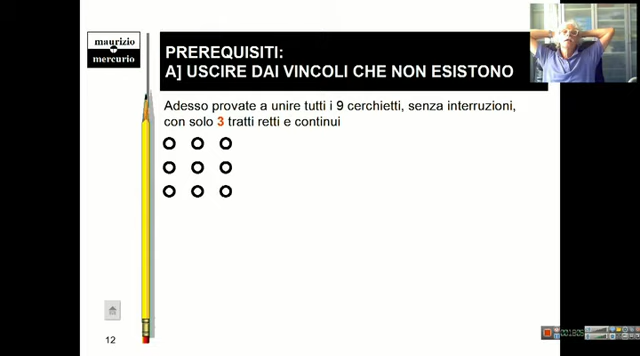 maurizio
mercurio
PREREQUISITI:
A] USCIRE DAI VINCOLI CHE NON ESISTONO
Adesso provate a unire tutti i 9 cerchietti, senza interruzioni,
con solo 3 tratti retti e continui
12